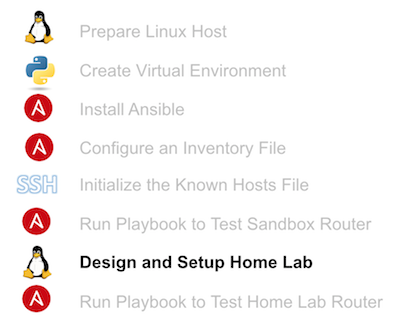 Prepare Linux Host
Create Virtual Environment
Install Ansible
Configure an Inventory File
SSH Initialize the Known Hosts File
Run Playbook to Test Sandbox Router
Design and Setup Home Lab
Run Playbook to Test Home Lab Router